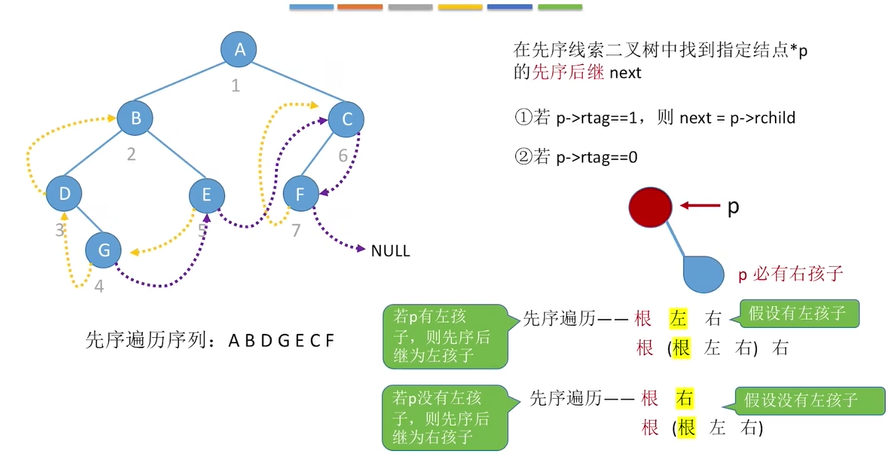 A
1
B
2
C
6
D
3
E
5
F
7
G
4
NULL
先序遍历序列：A B D G E C F
在先序线索二叉树中找到指定结点*p
的先序后继 next
①若 p->rtag==1，则 next = p->rchild
②若 p->rtag==0
p
p 必有右孩子
若p有左孩
子，则先序后
继为左孩子
先序遍历—— 根 左 右
假设有左孩子
根 (根 左 右) 右
若p没有左孩
子，则先序后
继为右孩子
先序遍历—— 根 右
假设没有左孩子
根 (根 左 右)